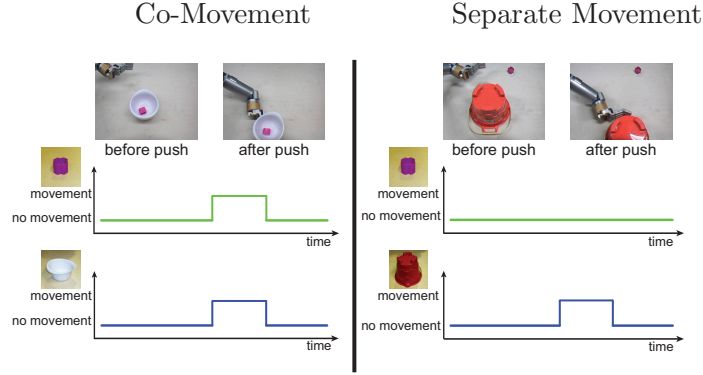 Co-Movement
Separate Movement
before push
after push
before push
after push
movement
no movement
time
movement
no movement
time
movement
no movement
time
movement
no movement
time